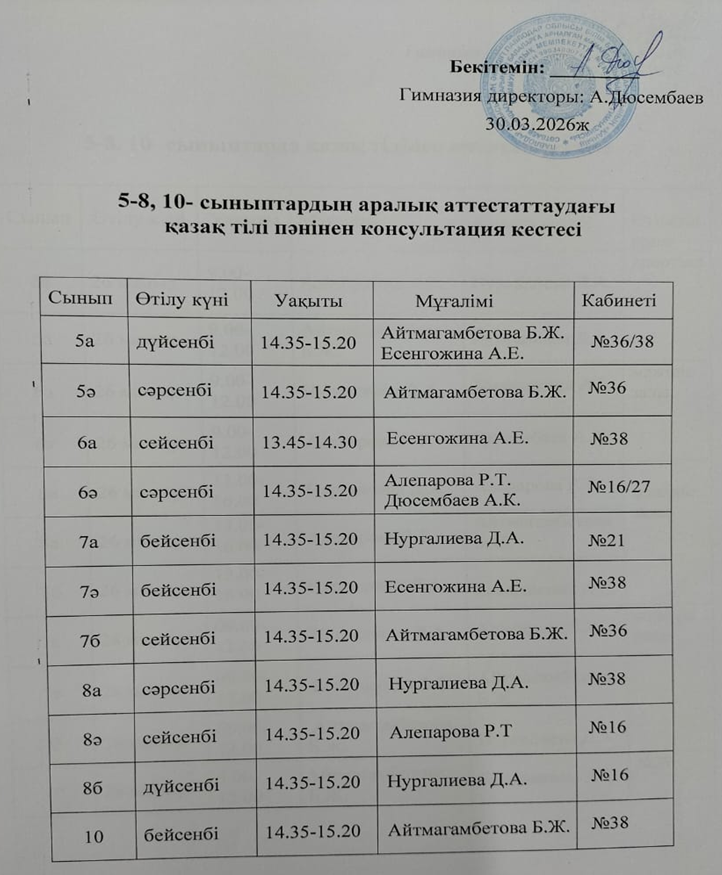 Бекітемін:
Гимназия директоры: А.Дюсембаев
30.03.2026ж
5-8, 10- сыныптардың аралық аттестаттаудағы
қазақ тілі пәнінен консультация кестесі
Сынып Өтілу күні Уақыты Мұғалімі Кабинеті
5а дүйсенбі 14.35-15.20 Айтмагамбетова Б.Ж. Есенгожина А.Е. №36/38
5ә сәрсенбі 14.35-15.20 Айтмагамбетова Б.Ж. №36
6а сейсенбі 13.45-14.30 Есенгожина А.Е. №38
6ә сәрсенбі 14.35-15.20 Алепарова Р.Т. Дюсембаев А.К. №16/27
7а бейсенбі 14.35-15.20 Нургалиева Д.А. №21
7ә бейсенбі 14.35-15.20 Есенгожина А.Е. №38
7б сейсенбі 14.35-15.20 Айтмагамбетова Б.Ж. №36
8а сәрсенбі 14.35-15.20 Нургалиева Д.А. №38
8ә сейсенбі 14.35-15.20 Алепарова Р.Т №16
8б дүйсенбі 14.35-15.20 Нургалиева Д.А. №16
10 бейсенбі 14.35-15.20 Айтмагамбетова Б.Ж. №38